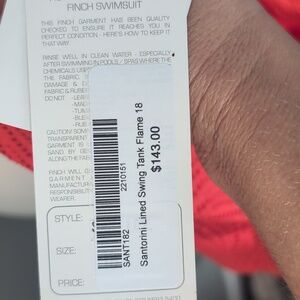 FINCH SWIMSUIT
THIS FINCH GARMENT HAS BEEN QUALITY
CHECKED TO ENSURE IT REACHES YOU IN
PERFECT CONDITION - HERE'S HOW TO KEEP IT
THAT WAY
RINSE WELL IN CLEAN WATER - ESPECIALLY
AFTER SWIMMING IN POOLS / SPAS WHERE THE
CHEMICALS USED
THE FABRIC
DAMAGE &
FABRIC & RUBBER
DO NOT
CAUTION!
TRANSPARENT
GARMENT IS
SAND BY
ALONG THE FABRIC
FINCH WILL
GARMENT
MANUFACTURE
RESPONSIBILITY
WEARER.
STYLE:
SIZE:
PRICE:
2210151
SANT182
Santorini Lined Swing Tank Flame 18
$143.00